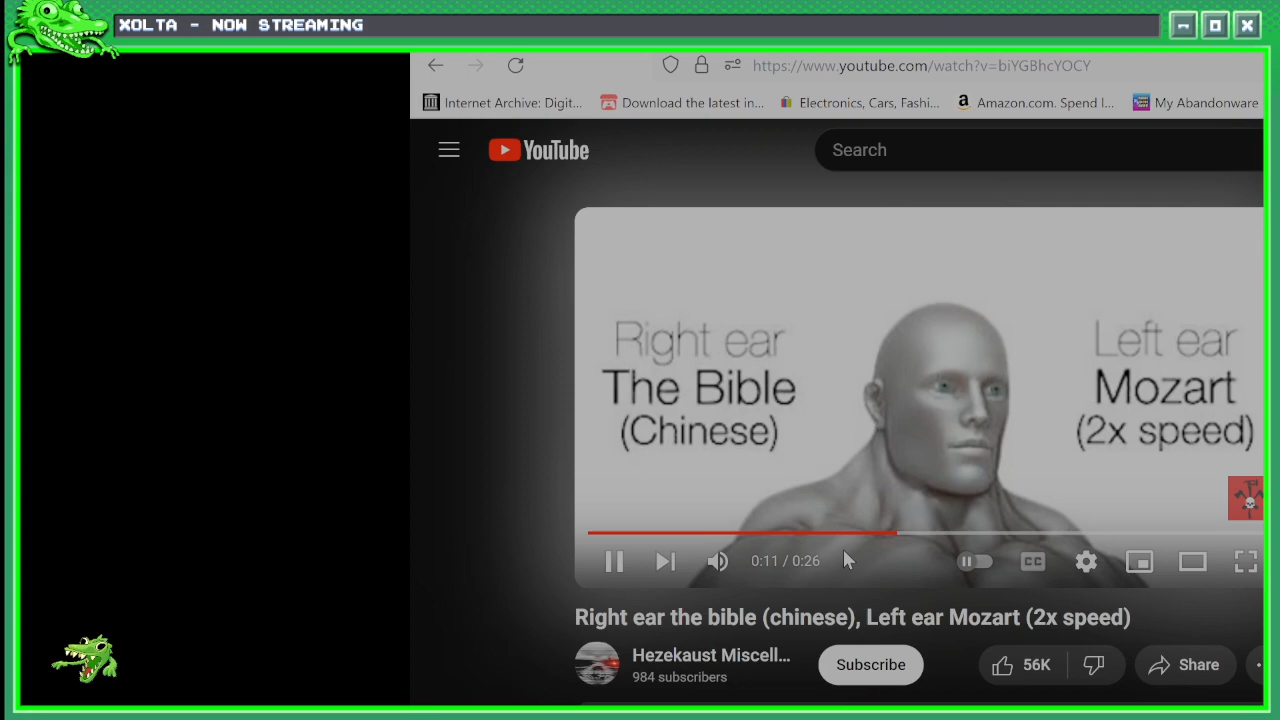 XOLTA - NOW STREAMING
https://www.youtube.com/watch?v=biYGBhcYOCY
Internet Archive: Digit... Download the latest in... Electronics, Cars, Fashi... Amazon.com. Spend l... My Abandonware
YouTube Search
Right ear Left ear
The Bible Mozart
(Chinese) (2x speed)
0:11 / 0:26 CC
Right ear the bible (chinese), Left ear Mozart (2x speed)
Hezekaust Miscell... Subscribe 56K Share
984 subscribers